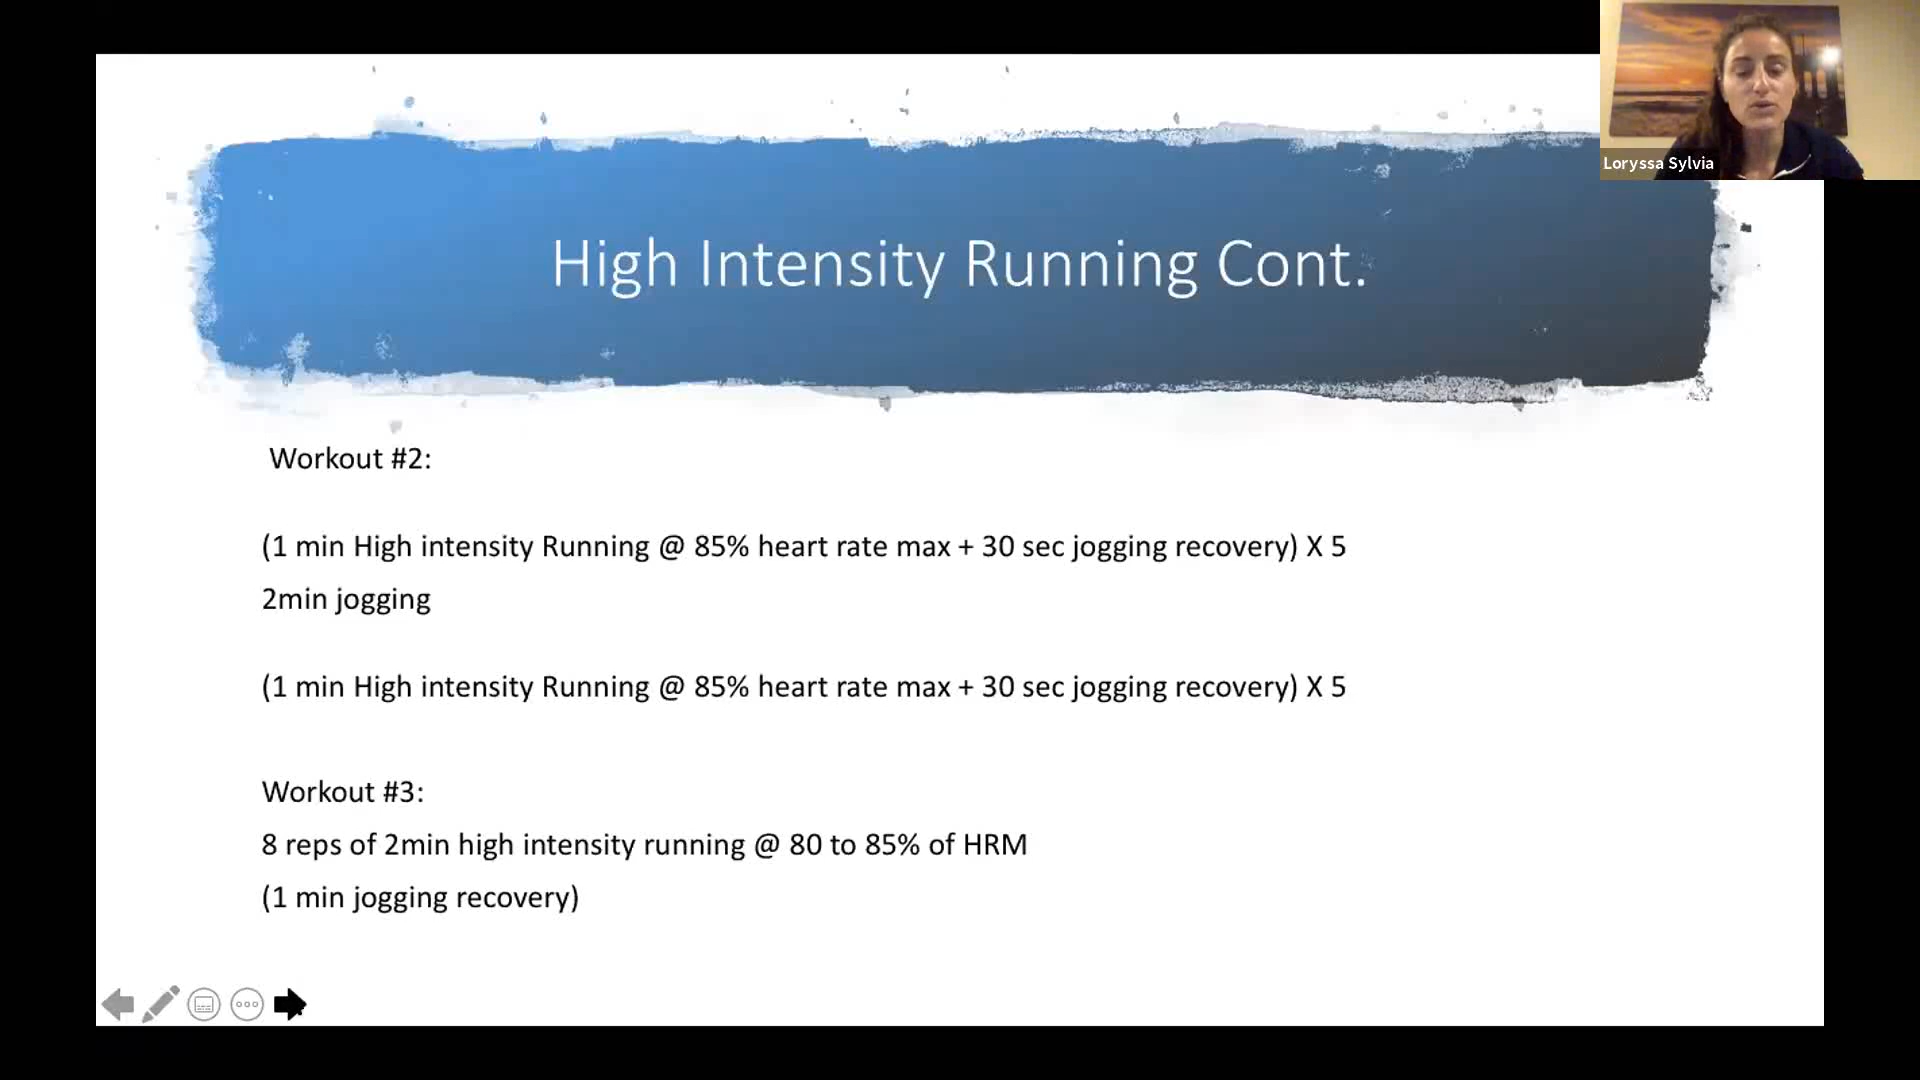 Loryssa Sylvia
High Intensity Running Cont.
Workout #2:
(1 min High intensity Running @ 85% heart rate max + 30 sec jogging recovery) X 5
2min jogging
(1 min High intensity Running @ 85% heart rate max + 30 sec jogging recovery) X 5
Workout #3:
8 reps of 2min high intensity running @ 80 to 85% of HRM
(1 min jogging recovery)